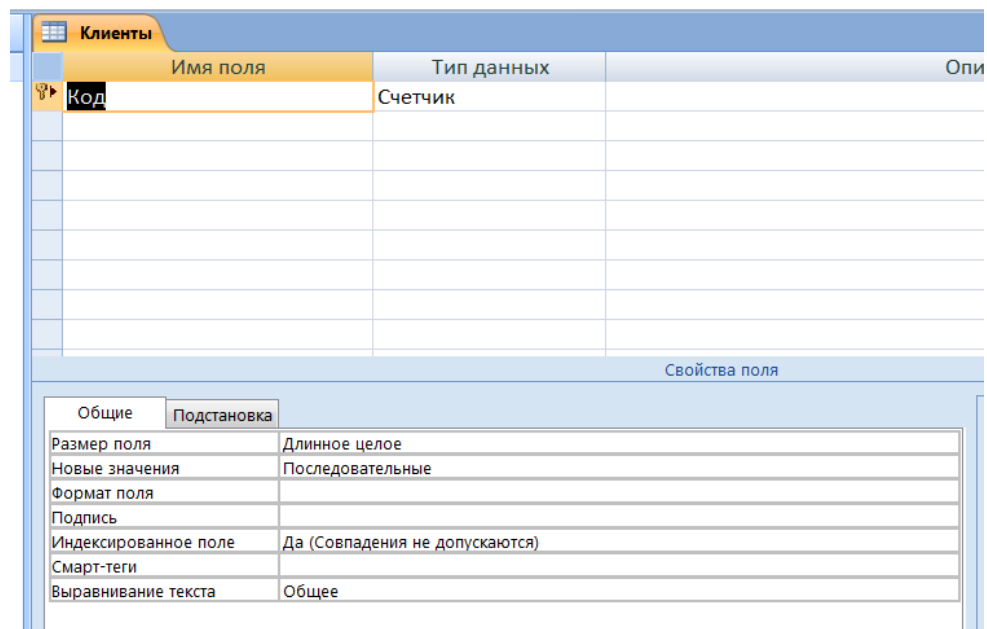 Клиенты
Имя поля Тип данных Опи
Код Счетчик
Свойства поля
Общие Подстановка
Размер поля Длинное целое
Новые значения Последовательные
Формат поля
Подпись
Индексированное поле Да (Совпадения не допускаются)
Смарт-теги
Выравнивание текста Общее